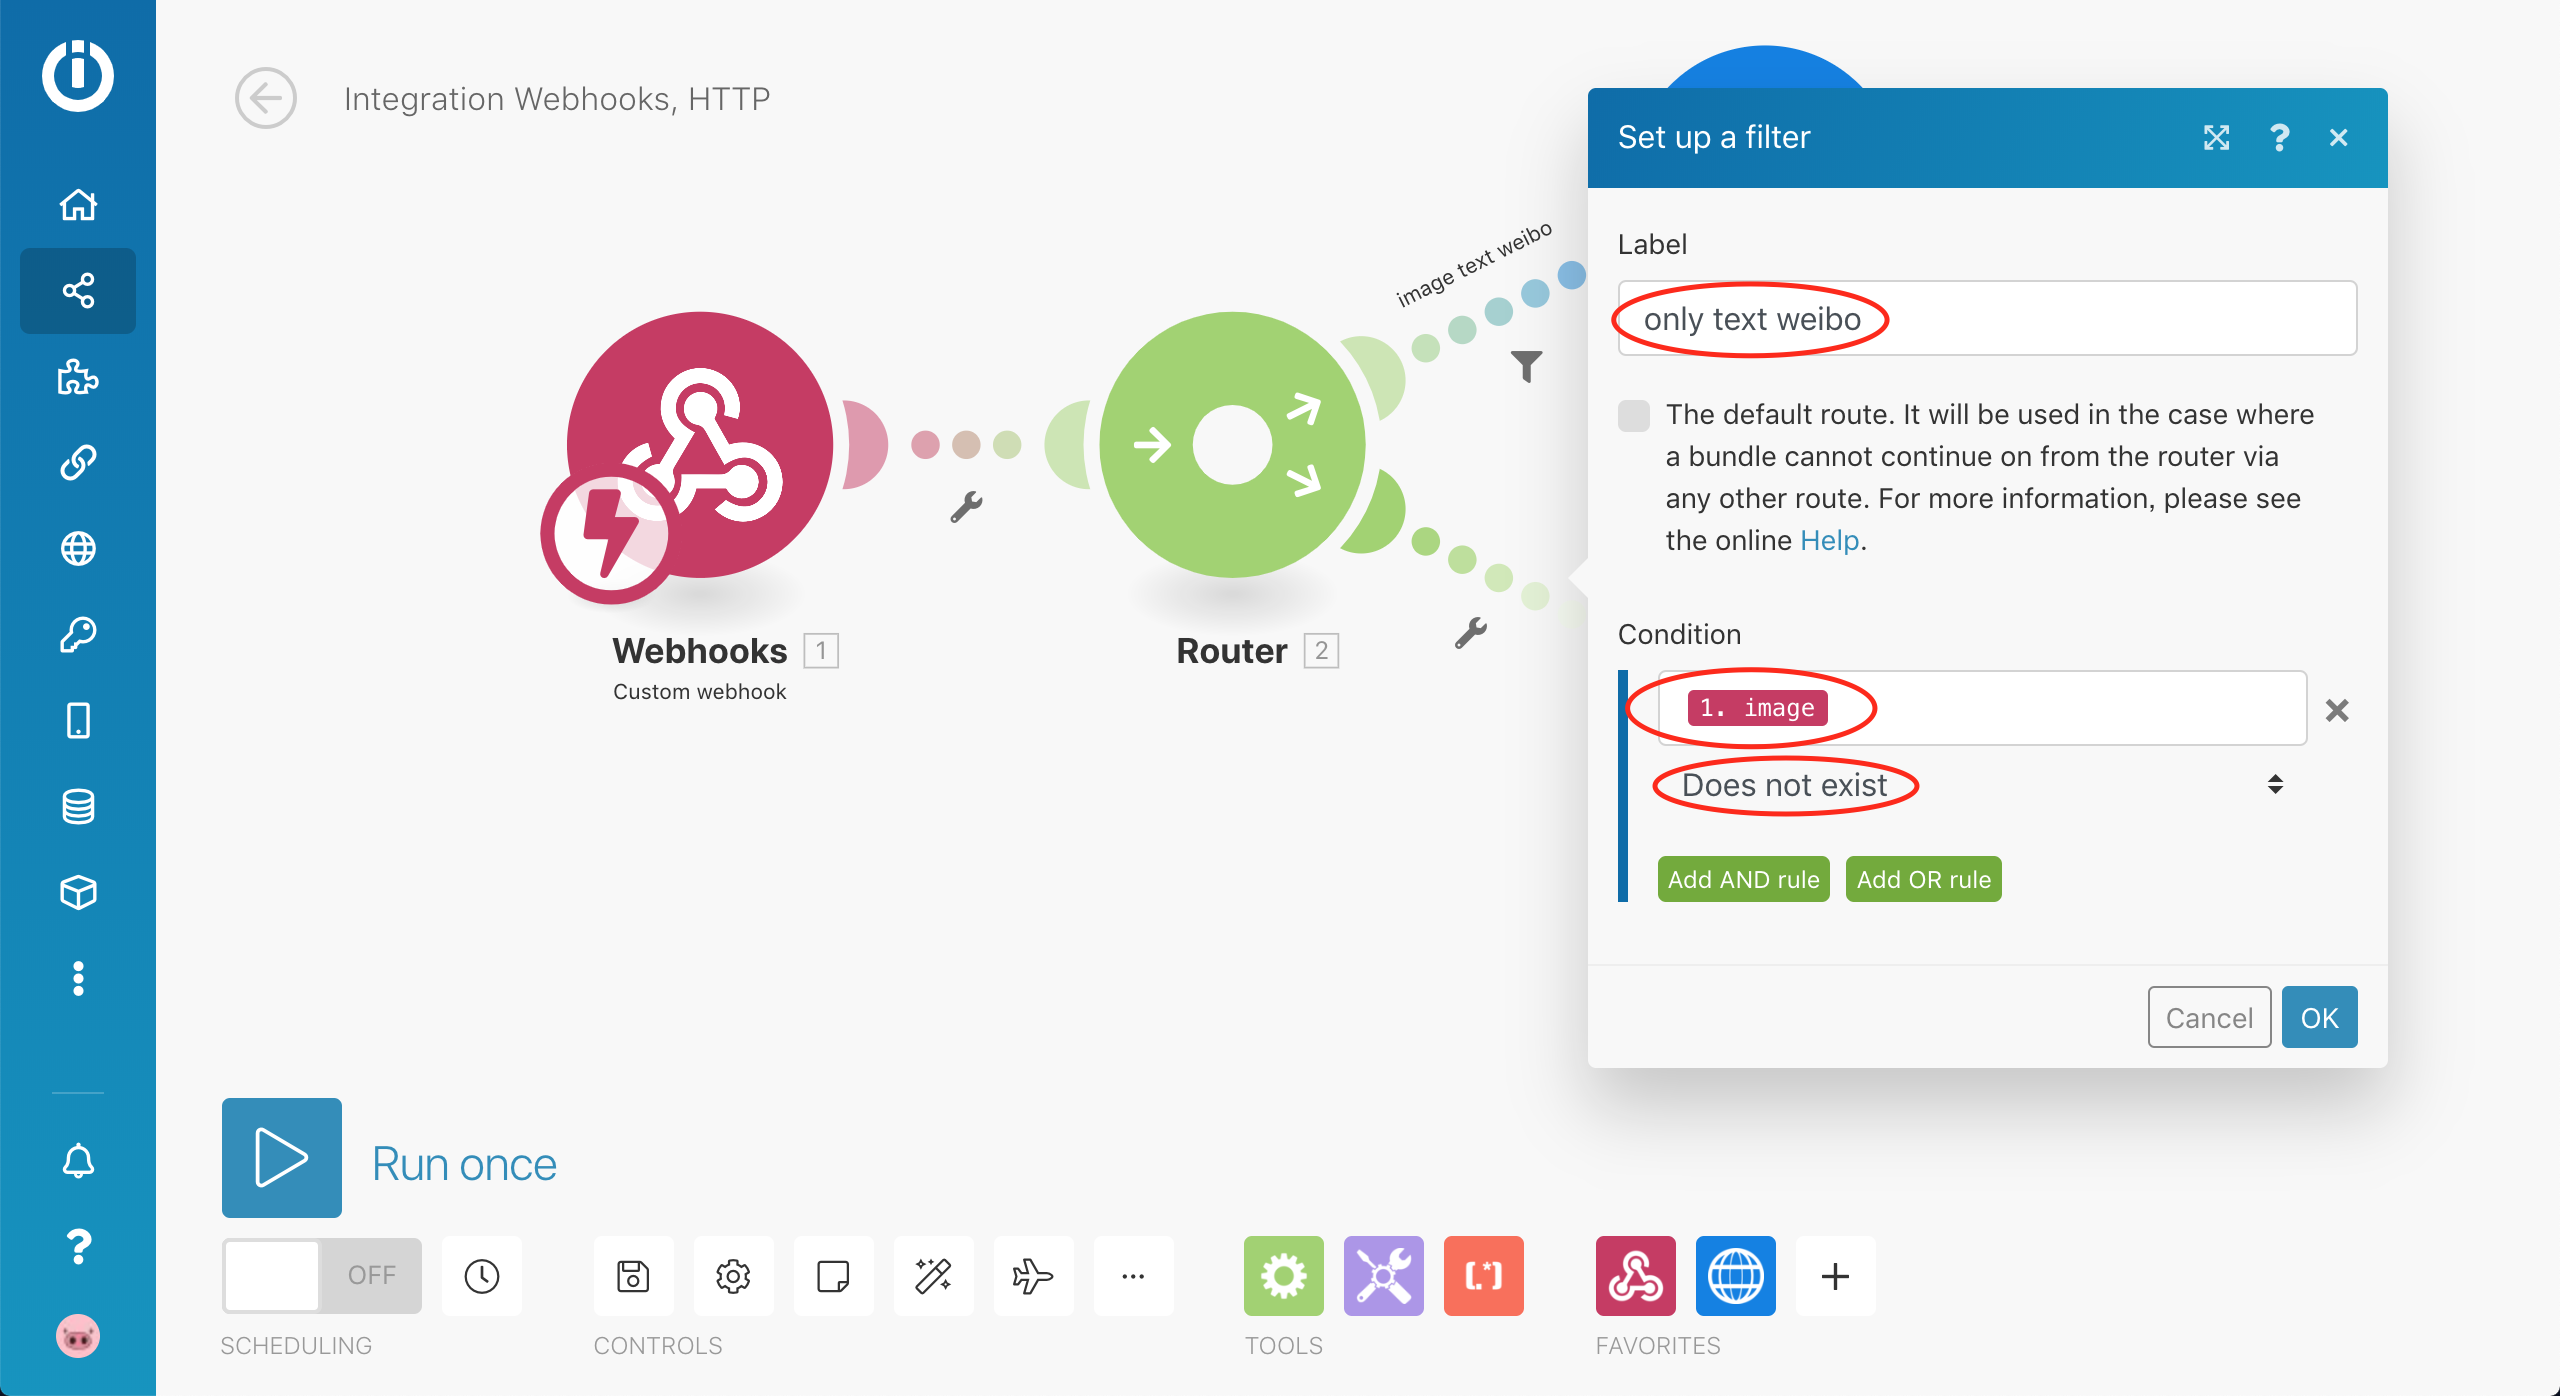 Integration Webhooks, HTTP
Set up a filter
Label
image text weibo
only text weibo
The default route. It will be used in the case where
a bundle cannot continue on from the router via
any other route. For more information, please see
the online Help.
Condition
Webhooks 1
Custom webhook
Router 2
1. image
Does not exist
Add AND rule
Add OR rule
Cancel
OK
Run once
OFF
SCHEDULING
CONTROLS
TOOLS
FAVORITES